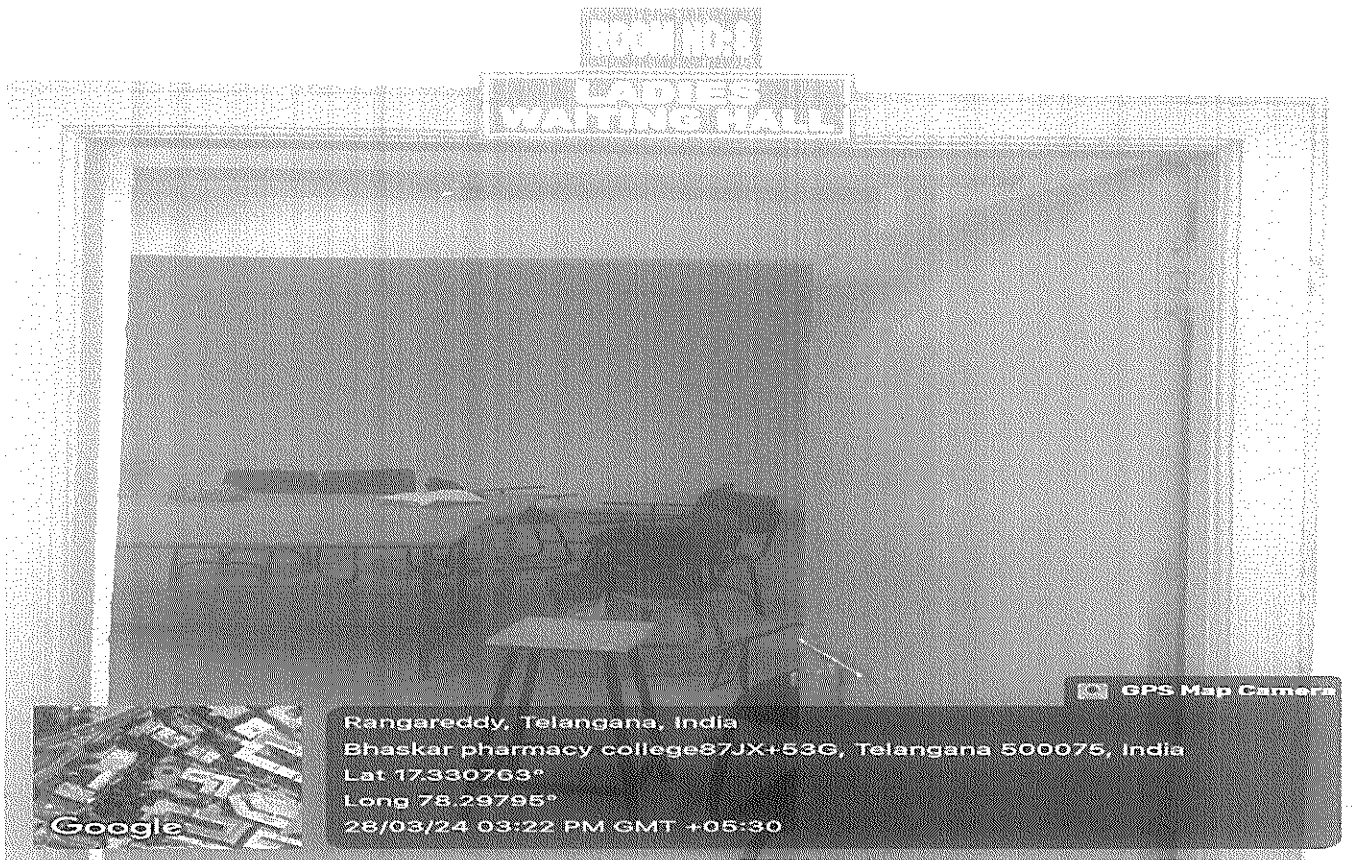 ROOM NO:8
LADIES
WAITING HALL
GPS Map Camera
Rangareddy, Telangana, India
Bhaskar pharmacy college87JX+53G, Telangana 500075, India
Lat 17.330763°
Long 78.29795°
28/03/24 03:22 PM GMT +05:30
Google